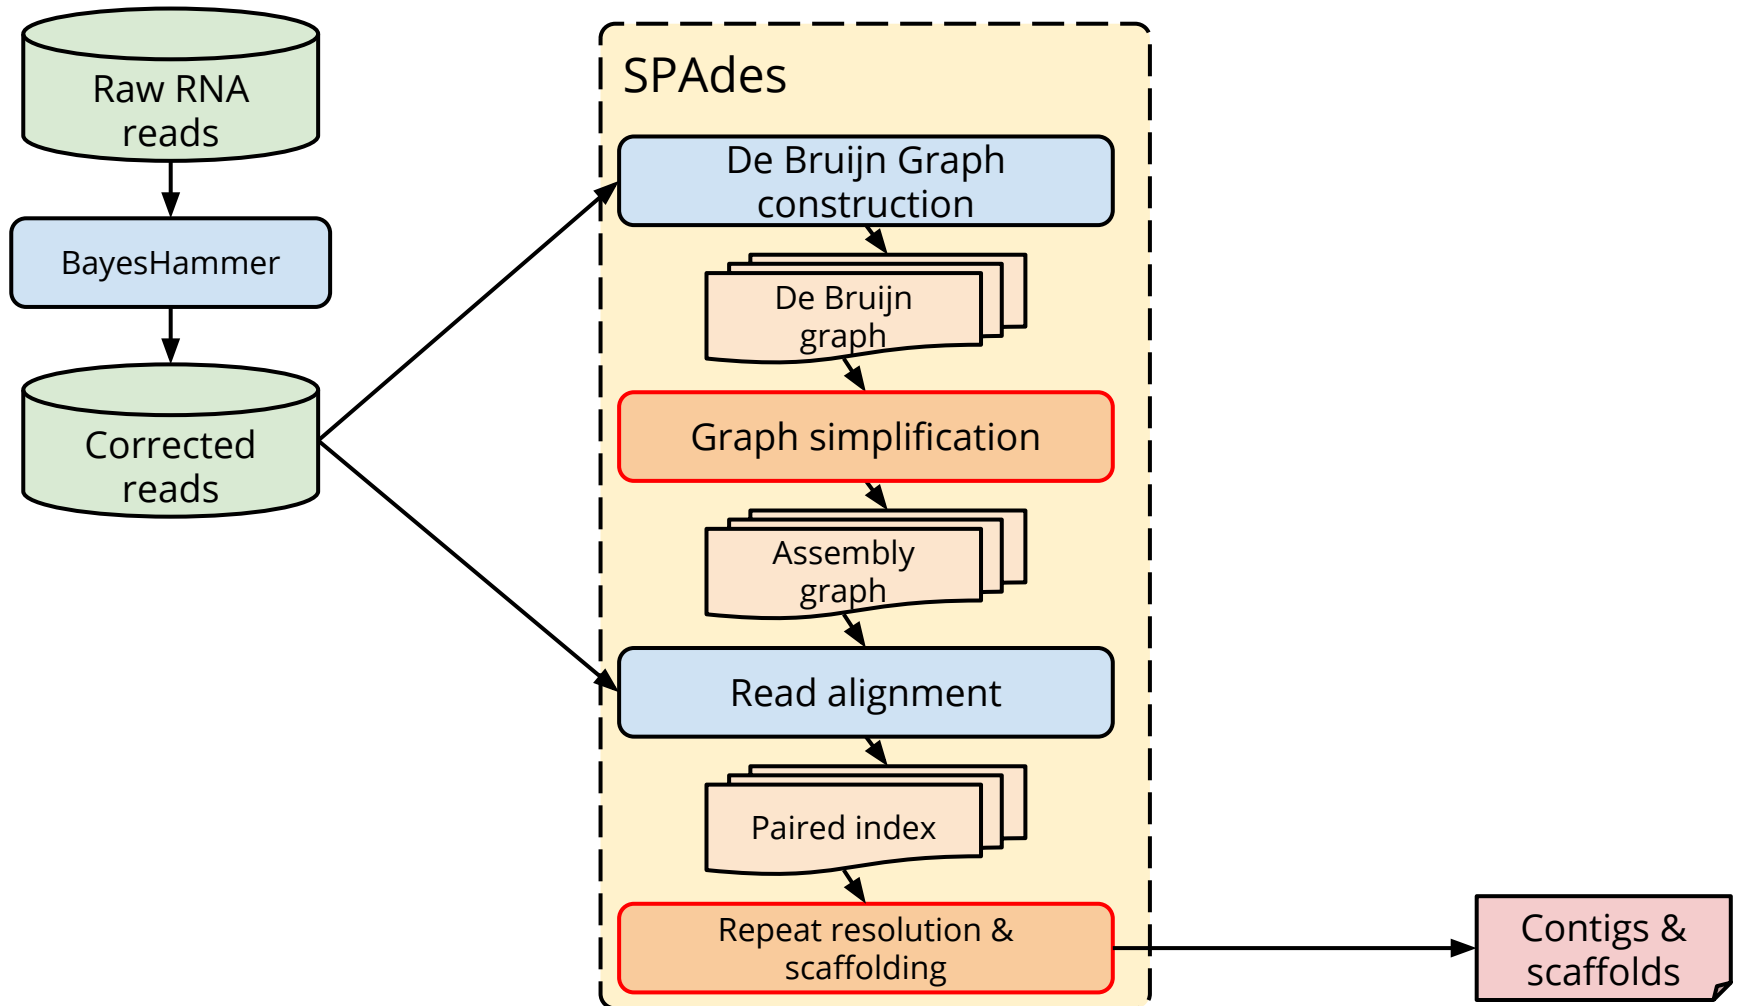 Raw RNA
reads
BayesHammer
Corrected
reads
SPAdes
De Bruijn Graph
construction
De Bruijn
graph
Graph simplification
Assembly
graph
Read alignment
Paired index
Repeat resolution &
scaffolding
Contigs &
scaffolds